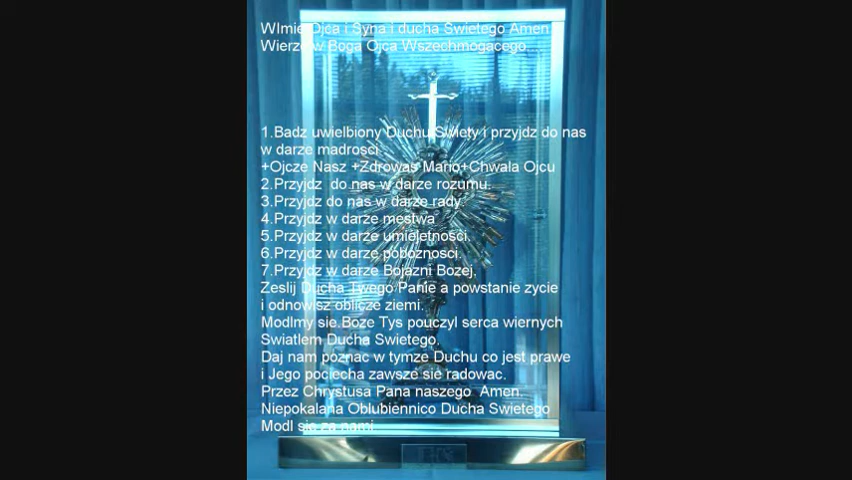 WImie Ojca i Syna i ducha Swietego Amen
Wierze w Boga Ojca Wszechmogacego.
1.Badz uwielbiony Duchu Swiety i przyjdz do nas
w darze madrosci
+Ojcze Nasz +Zdrowas Mario+Chwala Ojcu
2.Przyjdz do nas w darze rozumu.
3.Przyjdz do nas w darze rady.
4.Przyjdz w darze mestwa
5.Przyjdz w darze umiejetnosci.
6.Przyjdz w darze poboznosci.
7.Przyjdz w darze Bojazni Bozej.
Zeslij Ducha Twego Panie a powstanie zycie
i odnowisz oblicze ziemi.
Modlmy sie.Boze Tys pouczyl serca wiernych
Swiatlem Ducha Swietego.
Daj nam poznac w tymze Duchu co jest prawe
i Jego pociecha zawsze sie radowac.
Przez Chrystusa Pana naszego Amen.
Niepokalana Oblubiennico Ducha Swietego
Modl sie za nami